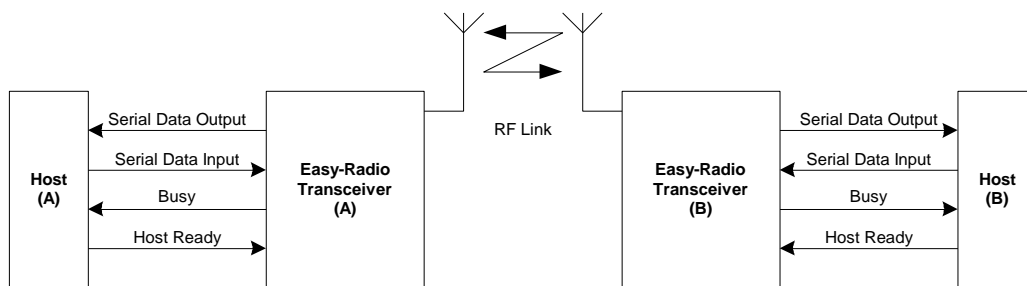 Serial Data Output
Serial Data Input
Busy
Host Ready
Host
(A)
Easy-Radio
Transceiver
(A)
RF Link
Easy-Radio
Transceiver
(B)
Serial Data Output
Serial Data Input
Busy
Host Ready
Host
(B)